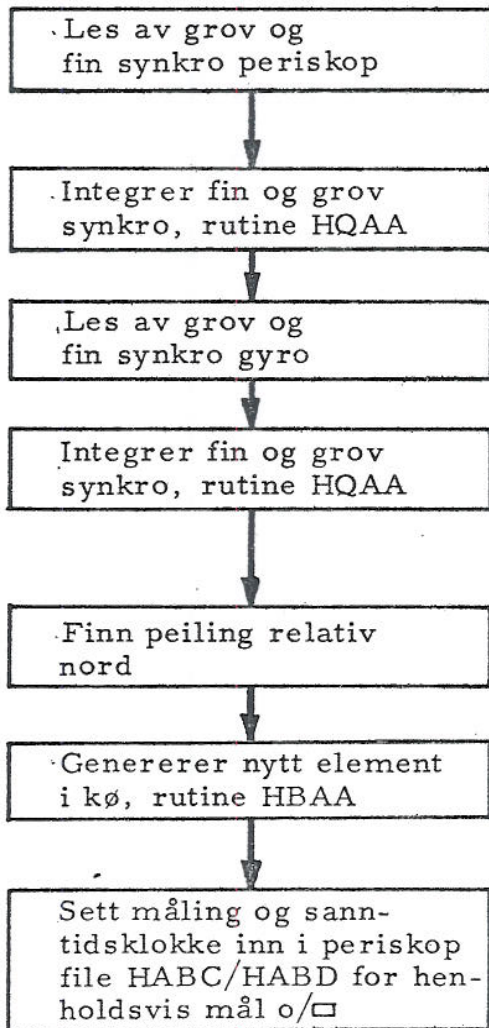 Les av grov og
fin synkro periskop
Integrer fin og grov
synkro, rutine HQAA
Les av grov og
fin synkro gyro
Integrer fin og grov
synkro, rutine HQAA
Finn peiling relativ
nord
Genererer nytt element
i kø, rutine HBAA
Sett måling og sann-
tidsklokke inn i periskop
file HABC/HABD for hen-
holdsvis mål o/▭